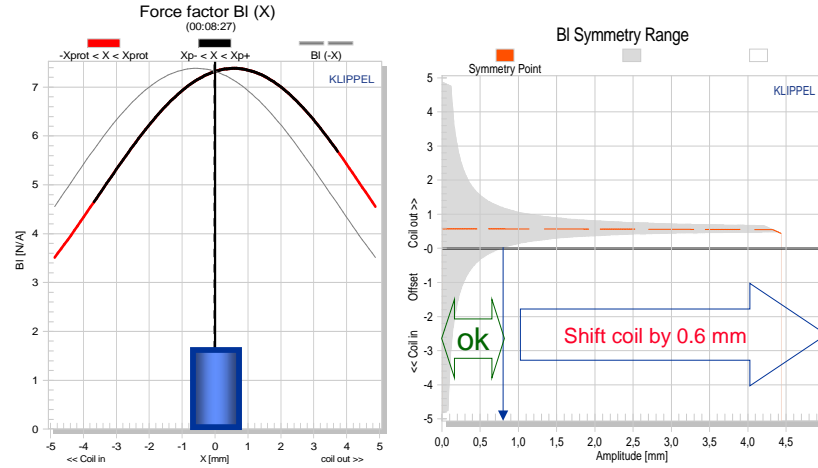 Force factor Bl (X)
(00:08:27)
-Xprot < X < Xprot Xp- < X < Xp+ Bl (-X)
KLIPPEL
7
6
5
4
3
2
1
0
Bl [N/A]
-5 -4 -3 -2 -1 0 1 2 3 4 5
<< Coil in X [mm] coil out >>
Bl Symmetry Range
Symmetry Point
KLIPPEL
5
4
3
2
1
-0
-1
-2
-3
-4
-5
<< Coil in Offset Coil out >>
ok
Shift coil by 0.6 mm
0,0 0,5 1,0 1,5 2,0 2,5 3,0 3,5 4,0 4,5
Amplitude [mm]